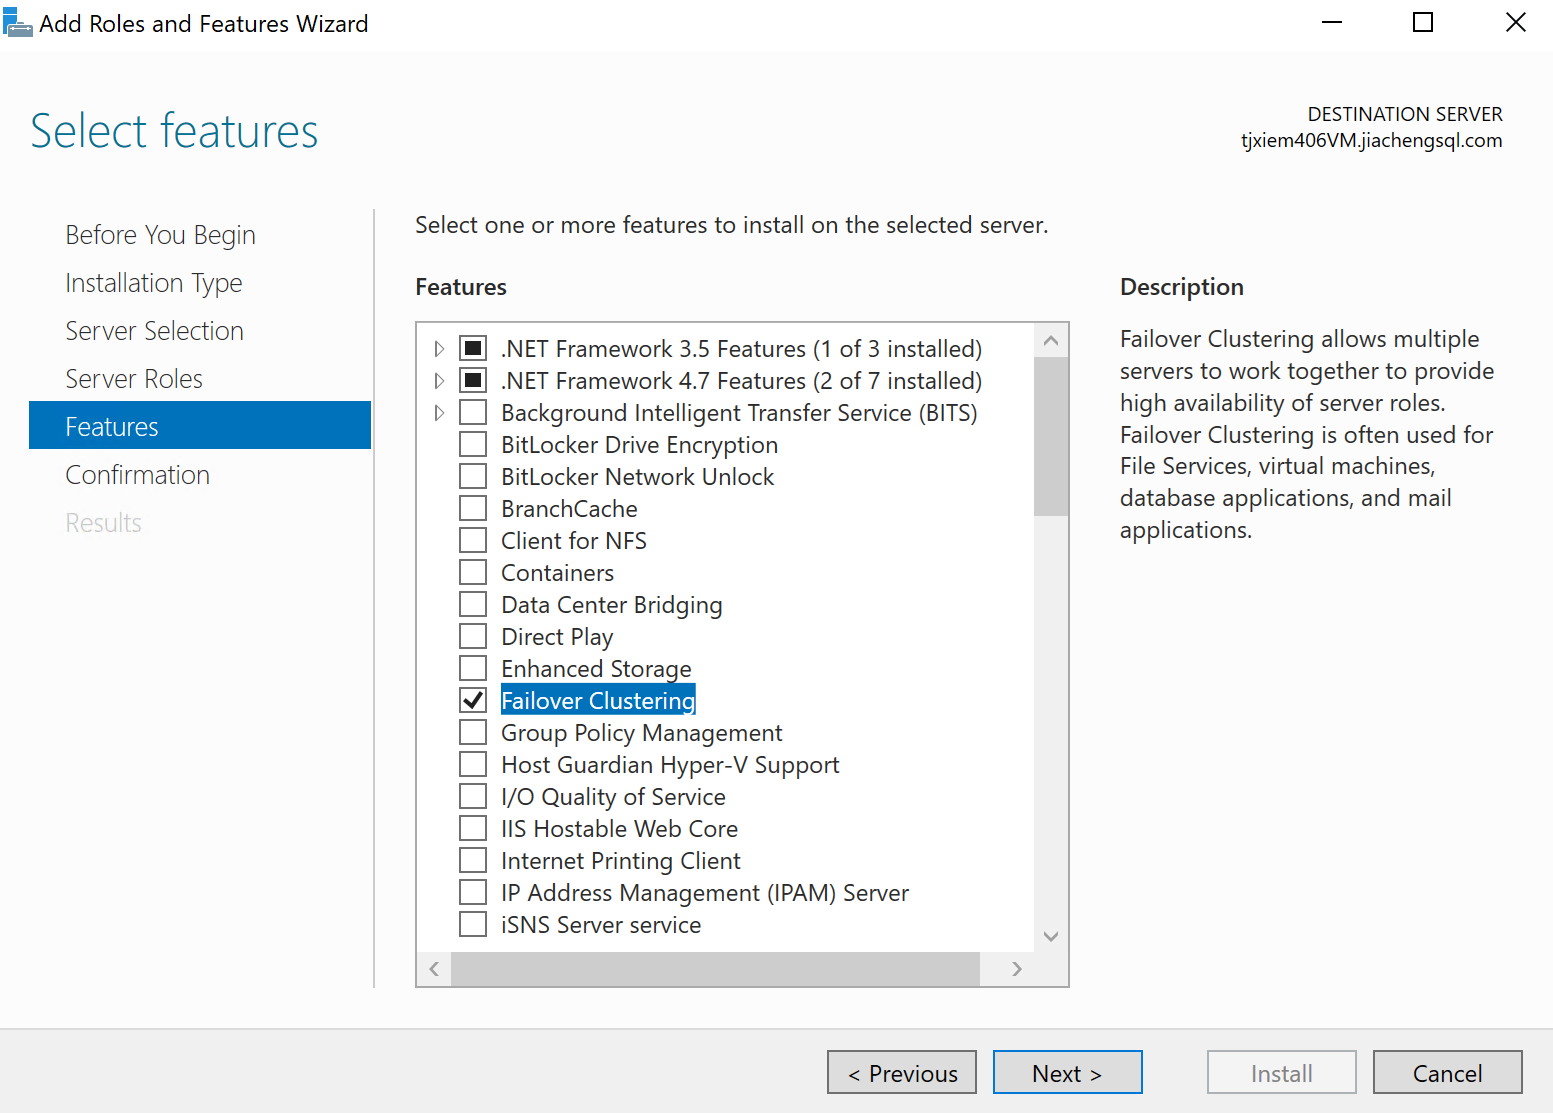 Add Roles and Features Wizard
Select features
DESTINATION SERVER
tjxiem406VM.jiachengsql.com
Before You Begin
Installation Type
Server Selection
Server Roles
Features
Confirmation
Results
Select one or more features to install on the selected server.
Features
.NET Framework 3.5 Features (1 of 3 installed)
.NET Framework 4.7 Features (2 of 7 installed)
Background Intelligent Transfer Service (BITS)
BitLocker Drive Encryption
BitLocker Network Unlock
BranchCache
Client for NFS
Containers
Data Center Bridging
Direct Play
Enhanced Storage
Failover Clustering
Group Policy Management
Host Guardian Hyper-V Support
I/O Quality of Service
IIS Hostable Web Core
Internet Printing Client
IP Address Management (IPAM) Server
iSNS Server service
Description
Failover Clustering allows multiple
servers to work together to provide
high availability of server roles.
Failover Clustering is often used for
File Services, virtual machines,
database applications, and mail
applications.
< Previous
Next >
Install
Cancel